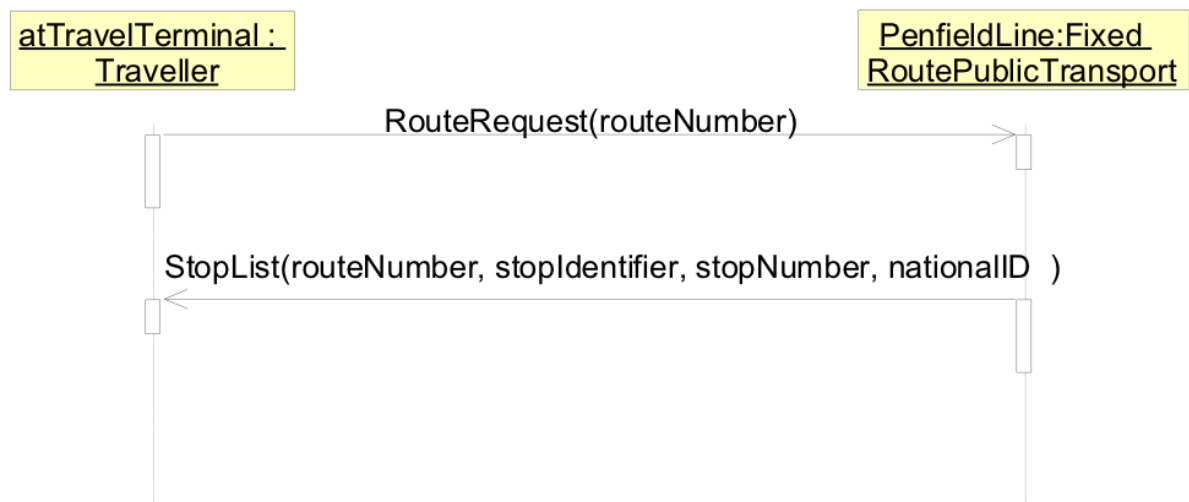 atTravelTerminal :
Traveller
PenfieldLine:Fixed
RoutePublicTransport
RouteRequest(routeNumber)
StopList(routeNumber, stopIdentifier, stopNumber, nationalID )